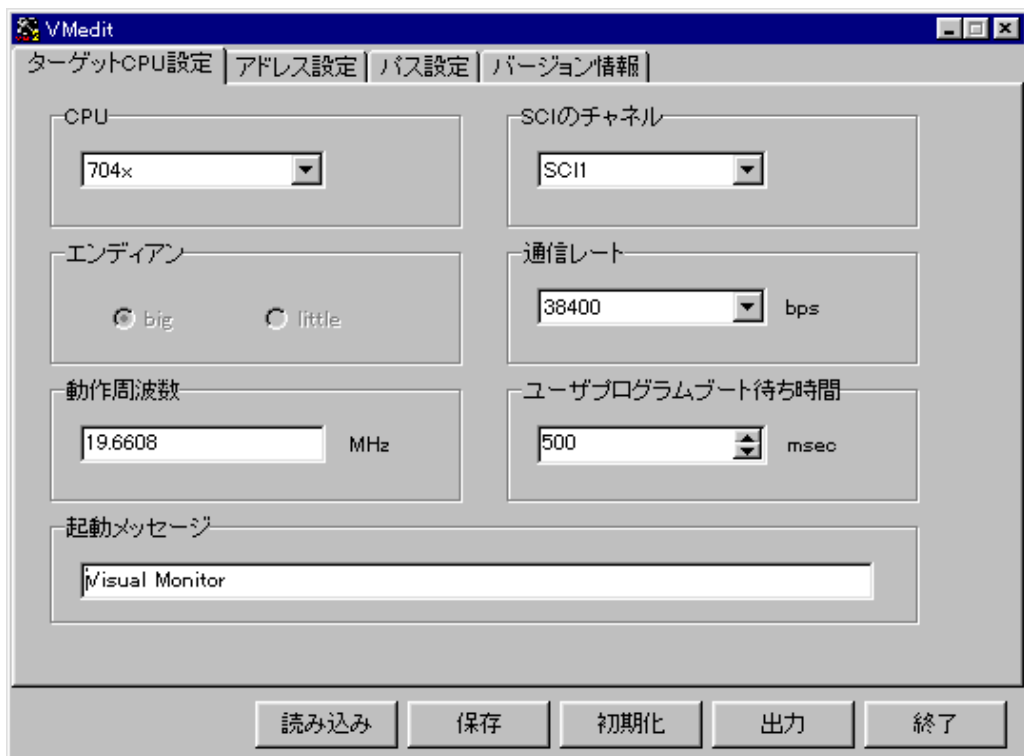 VMedit
ターゲットCPU設定 アドレス設定 パス設定 バージョン情報
CPU
704x
SCIのチャネル
SCI1
エンディアン
big little
通信レート
38400 bps
動作周波数
19.6608 MHz
ユーザプログラムブート待ち時間
500 msec
起動メッセージ
Visual Monitor
読み込み 保存 初期化 出力 終了